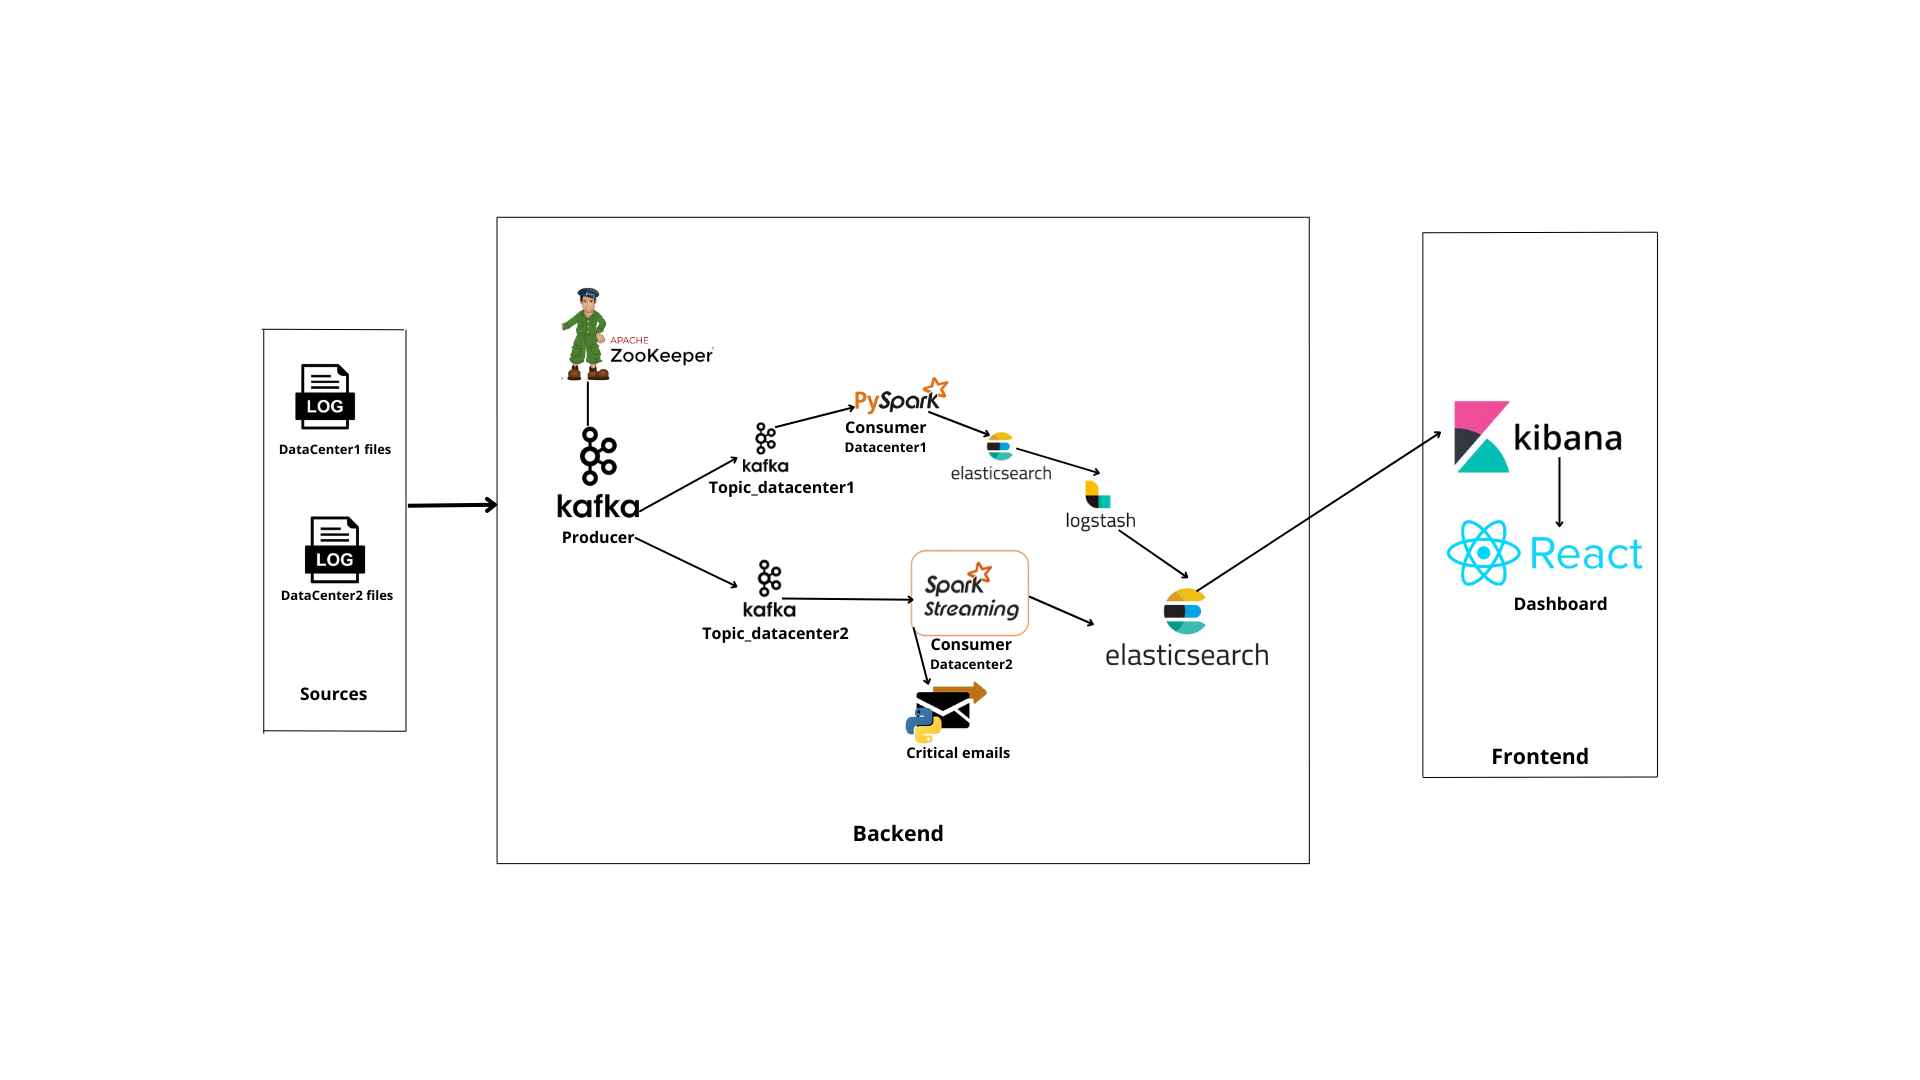 LOG
DataCenter1 files
LOG
DataCenter2 files
Sources
APACHE
ZooKeeper
kafka
Producer
kafka
Topic_datacenter1
PySpark
Consumer
Datacenter1
elasticsearch
logstash
kafka
Topic_datacenter2
Spark
Streaming
Consumer
Datacenter2
Critical emails
elasticsearch
Backend
kibana
React
Dashboard
Frontend